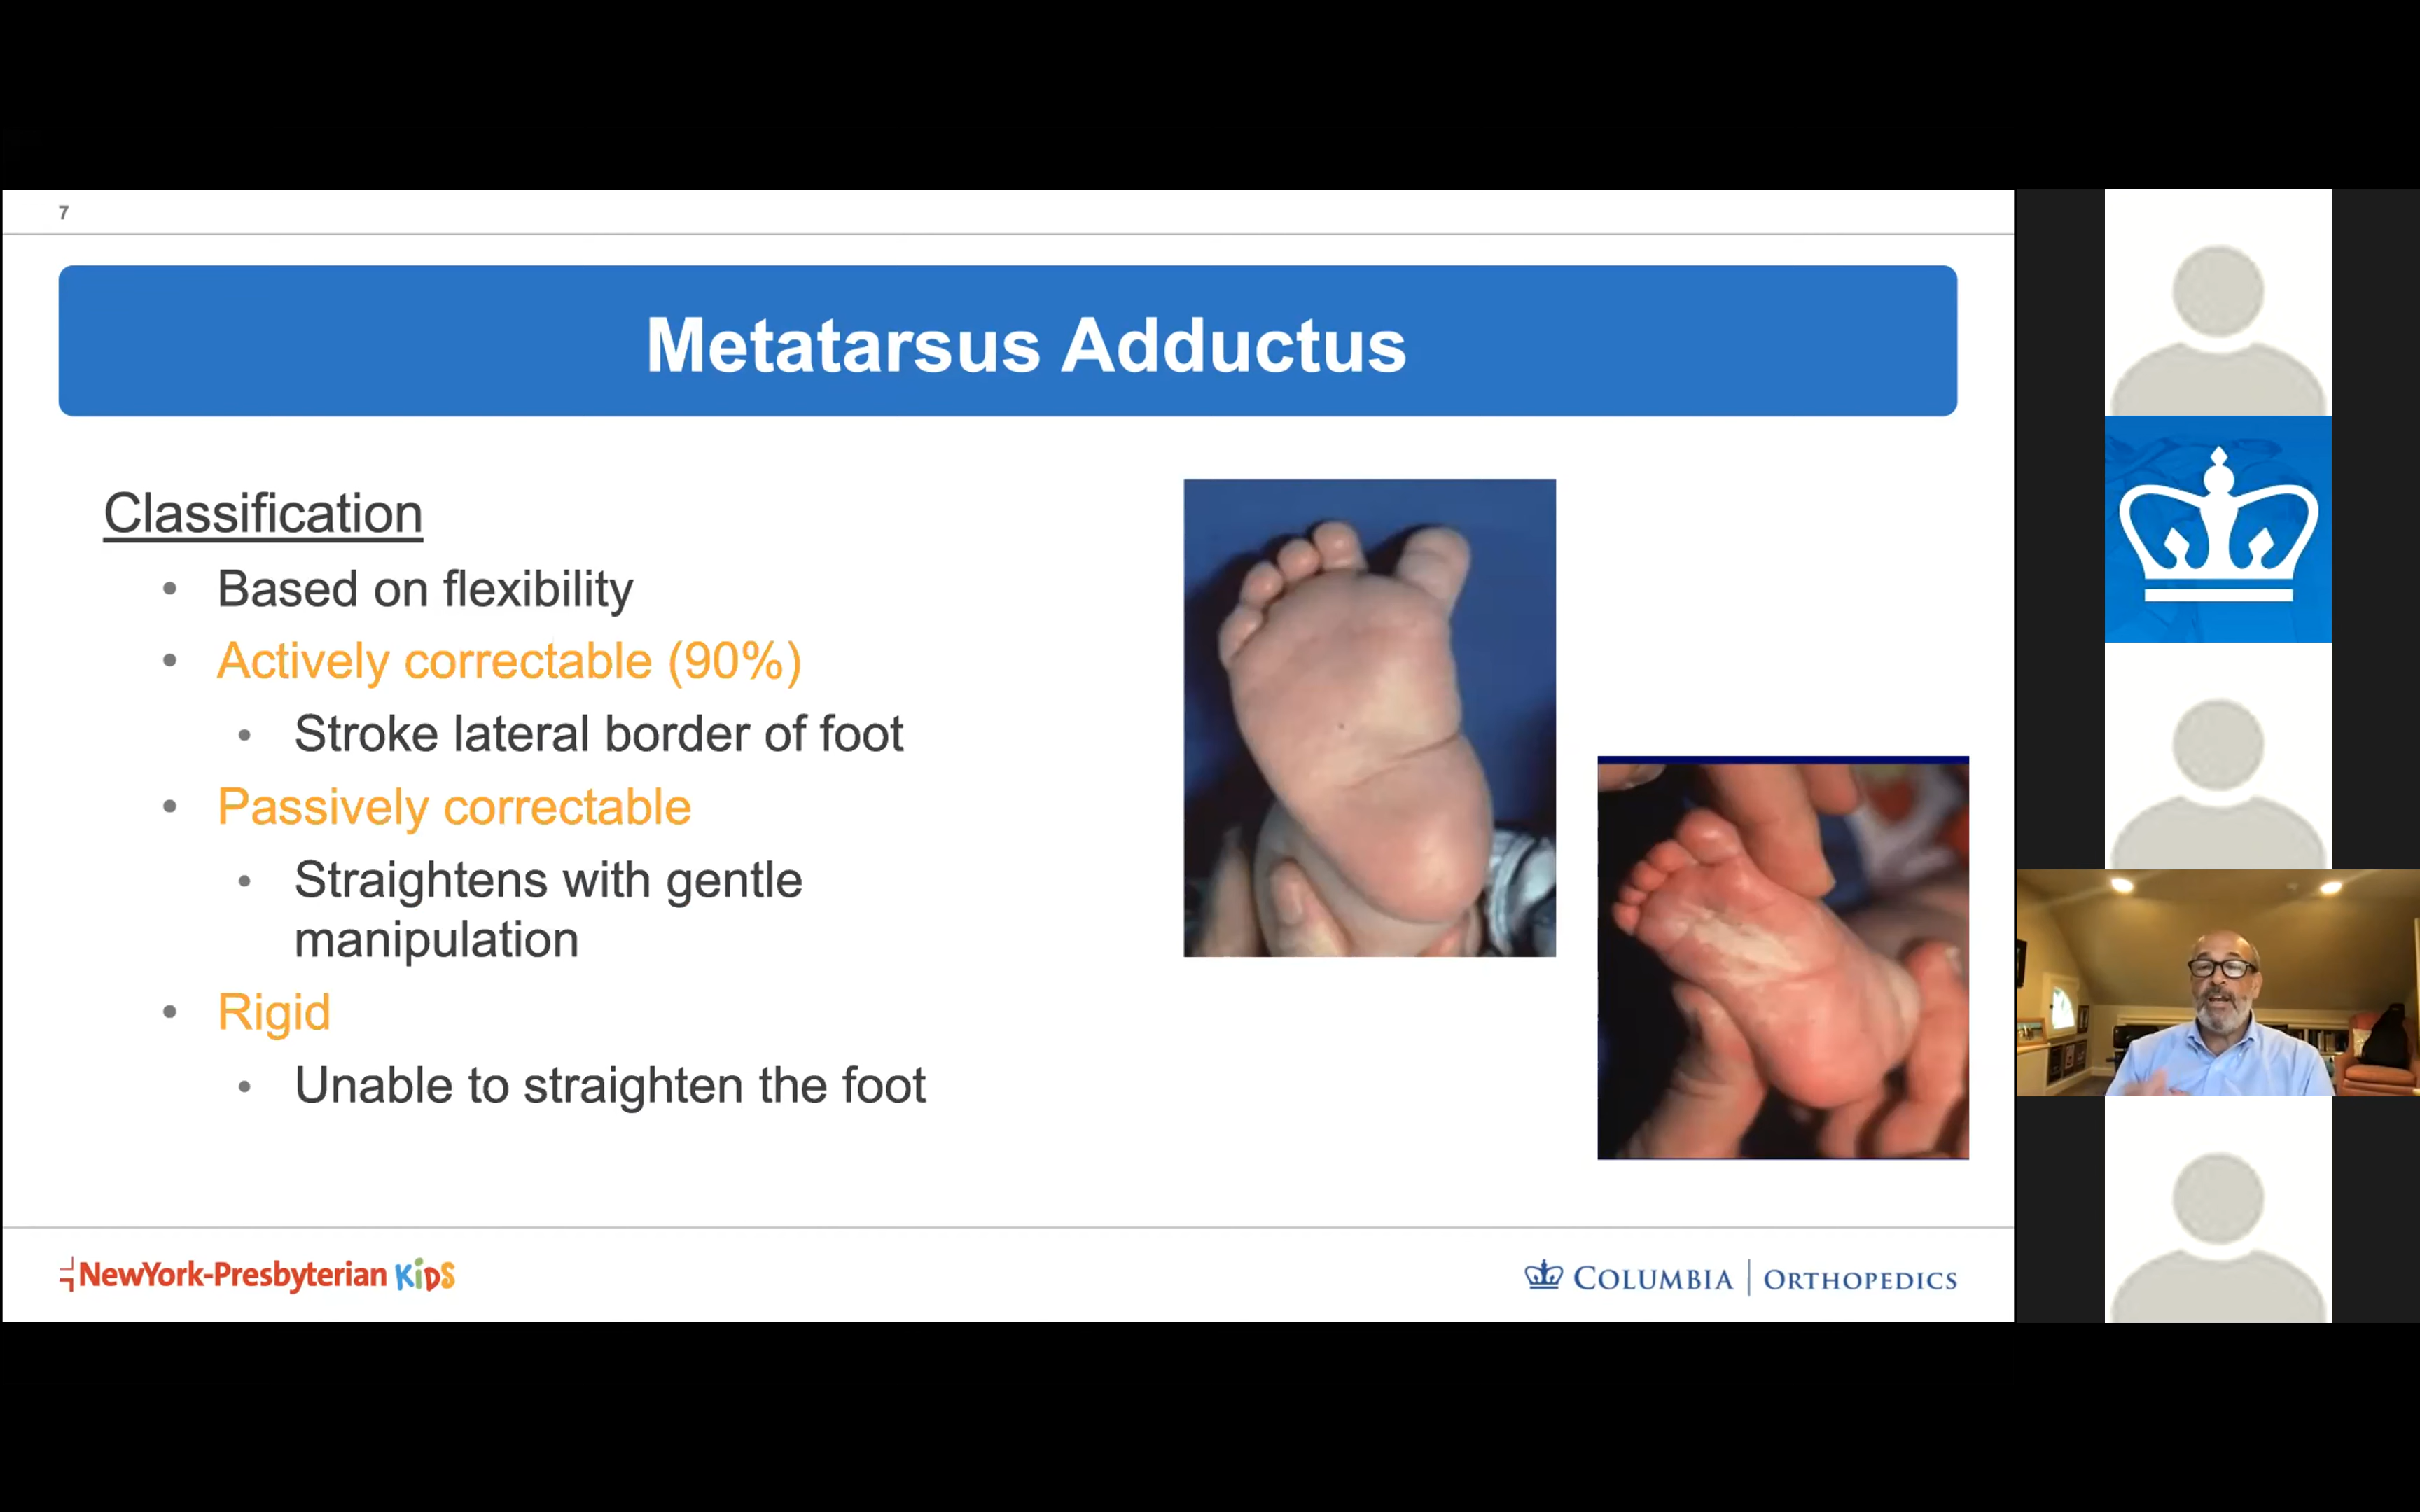 7
Metatarsus Adductus
Classification
• Based on flexibility
• Actively correctable (90%)
• Stroke lateral border of foot
• Passively correctable
• Straightens with gentle
manipulation
• Rigid
• Unable to straighten the foot
NewYork-Presbyterian KiDS
COLUMBIA | ORTHOPEDICS